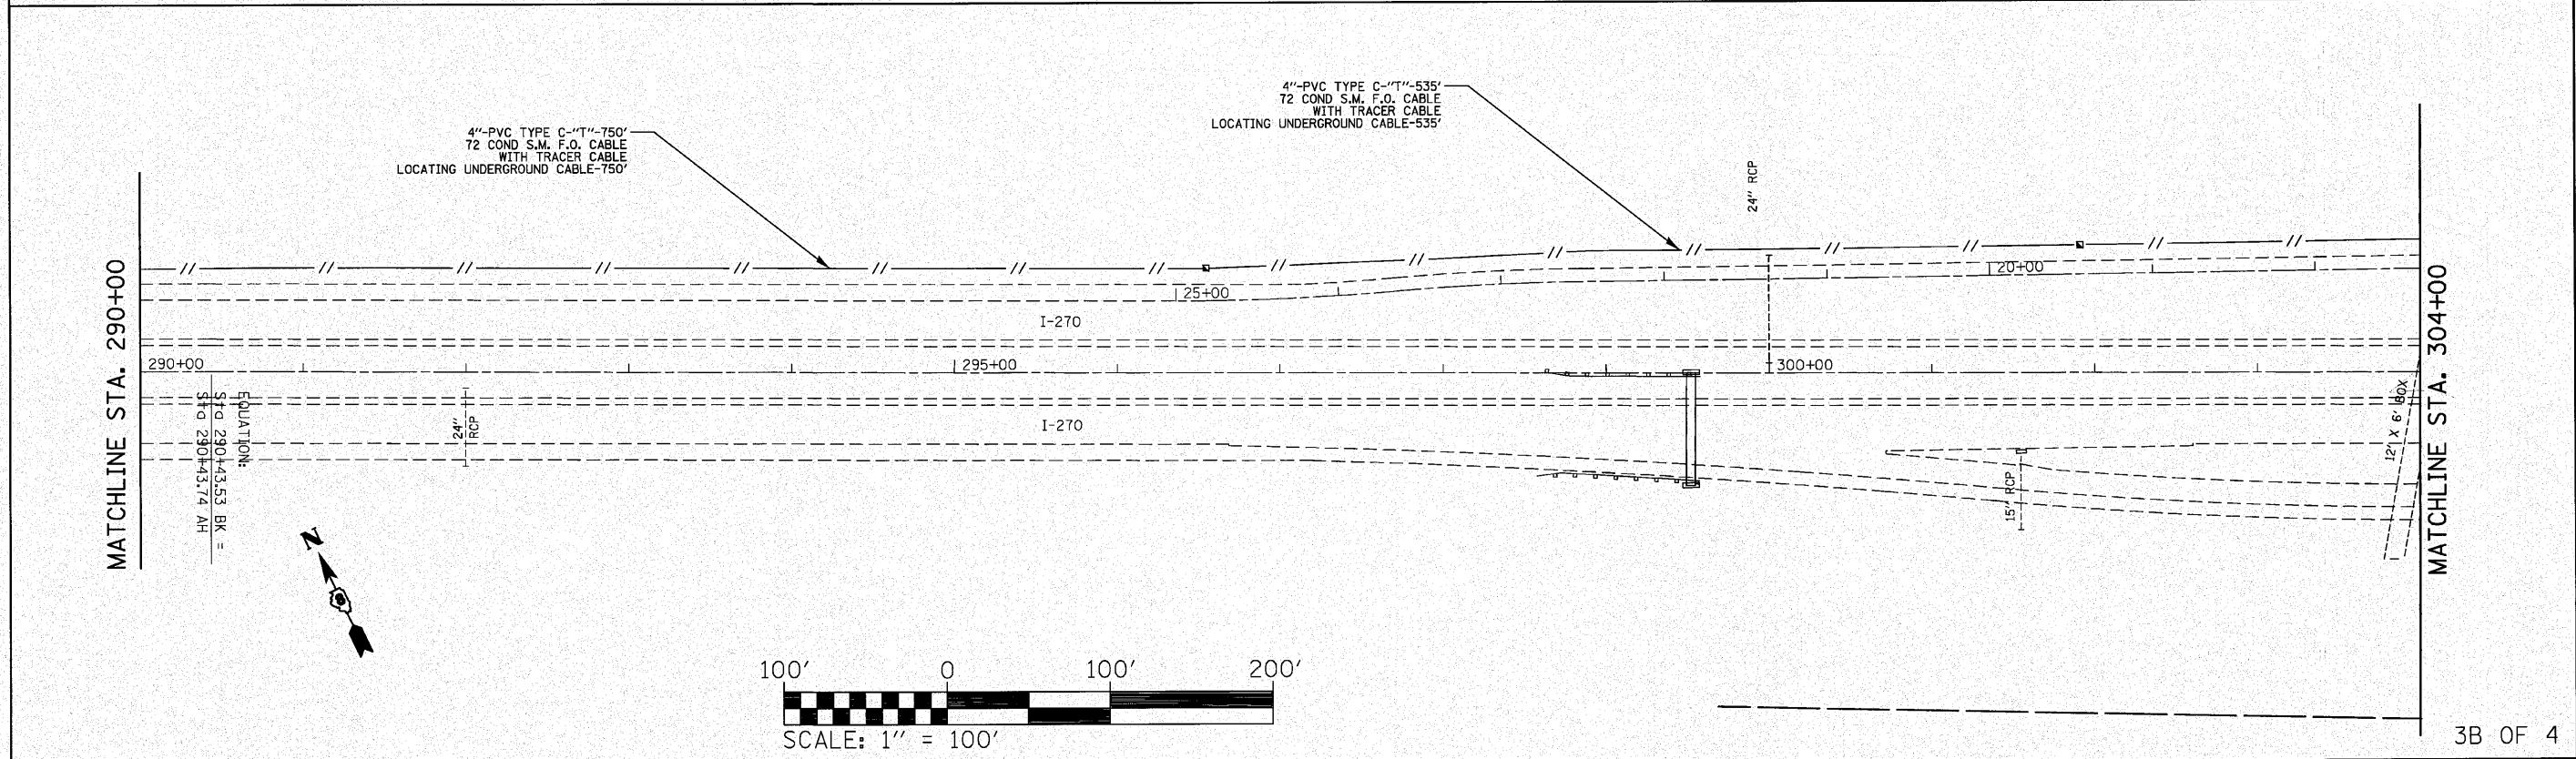 4"-PVC TYPE C-"T"-535'
72 COND S.M. F.O. CABLE
WITH TRACER CABLE
LOCATING UNDERGROUND CABLE-535'
4"-PVC TYPE C-"T"-750'
72 COND S.M. F.O. CABLE
WITH TRACER CABLE
LOCATING UNDERGROUND CABLE-750'
24" RCP
MATCHLINE STA. 290+00
25+00
20+00
I-270
290+00
295+00
300+00
MATCHLINE STA. 304+00
EQUATION:
Sta 290+43.53 BK =
Sta 290+43.74 AH
24"
RCP
I-270
12' X 6' BOX
15" RCP
N
100' 0 100' 200'
SCALE: 1" = 100'
3B OF 4